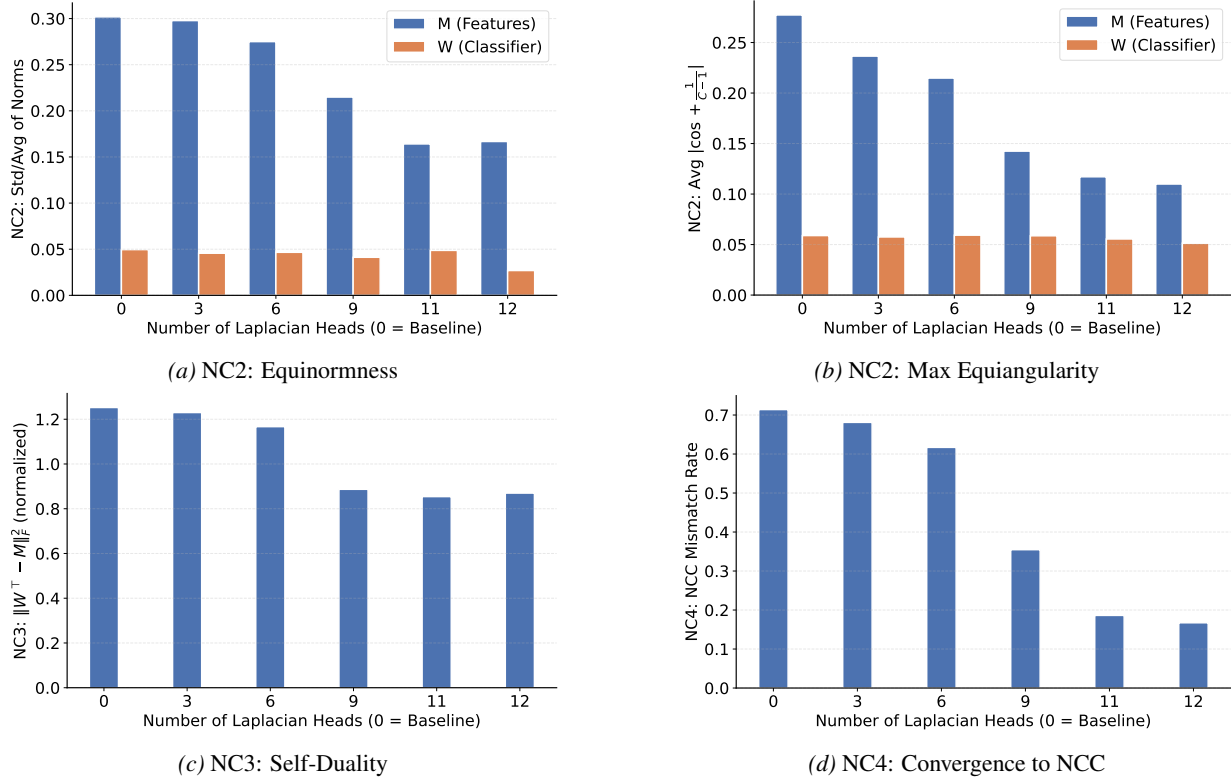 0.30
0.25
0.20
0.15
0.10
0.05
0.00
NC2: Std/Avg of Norms
M (Features)
W (Classifier)
0 3 6 9 11 12
Number of Laplacian Heads (0 = Baseline)
(a) NC2: Equinormness
0.25
0.20
0.15
0.10
0.05
0.00
NC2: Avg |cos + 1/(C−1)|
M (Features)
W (Classifier)
0 3 6 9 11 12
Number of Laplacian Heads (0 = Baseline)
(b) NC2: Max Equiangularity
1.2
1.0
0.8
0.6
0.4
0.2
0.0
NC3: ‖W⊤ − M‖²F (normalized)
0 3 6 9 11 12
Number of Laplacian Heads (0 = Baseline)
(c) NC3: Self-Duality
0.7
0.6
0.5
0.4
0.3
0.2
0.1
0.0
NC4: NCC Mismatch Rate
0 3 6 9 11 12
Number of Laplacian Heads (0 = Baseline)
(d) NC4: Convergence to NCC